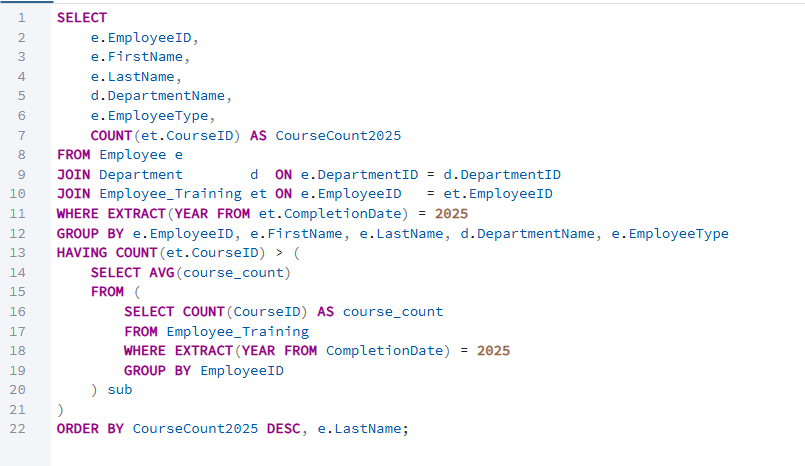 1 SELECT
2     e.EmployeeID,
3     e.FirstName,
4     e.LastName,
5     d.DepartmentName,
6     e.EmployeeType,
7     COUNT(et.CourseID) AS CourseCount2025
8 FROM Employee e
9 JOIN Department        d  ON e.DepartmentID = d.DepartmentID
10 JOIN Employee_Training et ON e.EmployeeID   = et.EmployeeID
11 WHERE EXTRACT(YEAR FROM et.CompletionDate) = 2025
12 GROUP BY e.EmployeeID, e.FirstName, e.LastName, d.DepartmentName, e.EmployeeType
13 HAVING COUNT(et.CourseID) > (
14     SELECT AVG(course_count)
15     FROM (
16         SELECT COUNT(CourseID) AS course_count
17         FROM Employee_Training
18         WHERE EXTRACT(YEAR FROM CompletionDate) = 2025
19         GROUP BY EmployeeID
20     ) sub
21 )
22 ORDER BY CourseCount2025 DESC, e.LastName;